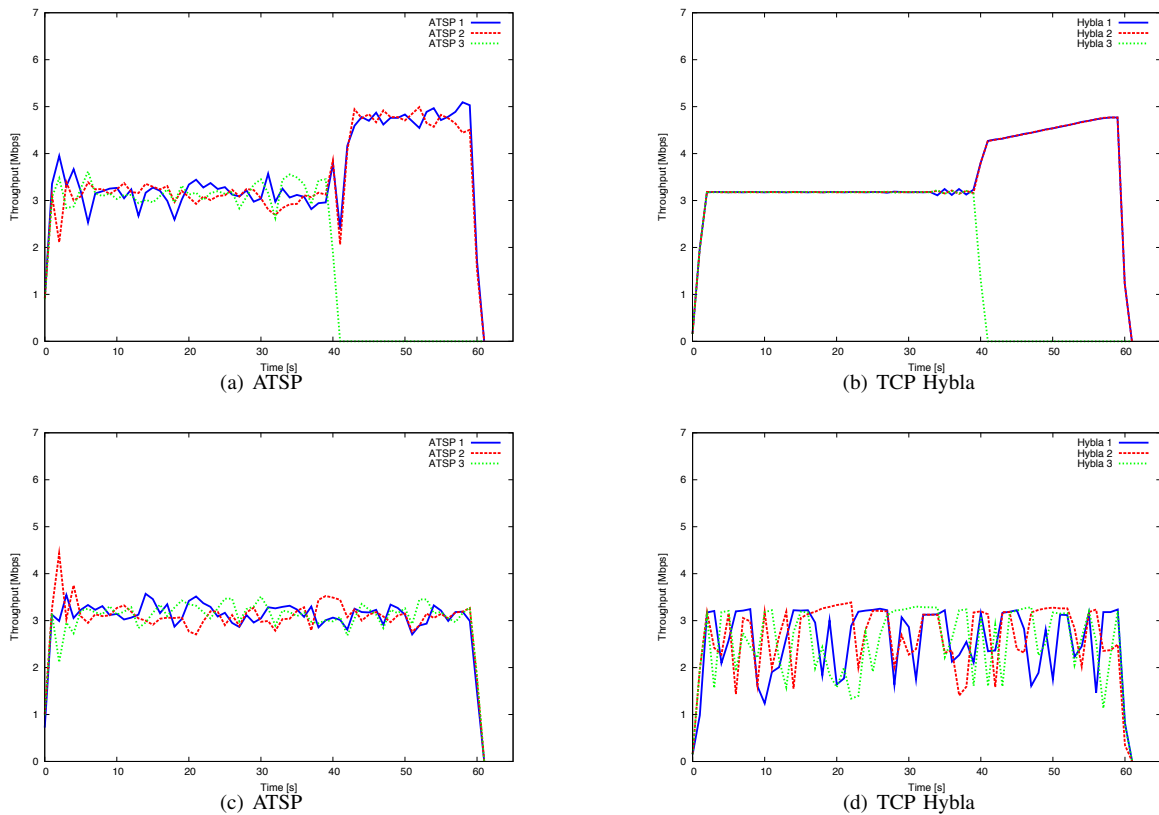 7
6
5
4
3
2
1
0
Throughput [Mbps]
ATSP 1
ATSP 2
ATSP 3
0 10 20 30 40 50 60
Time [s]
(a) ATSP
7
6
5
4
3
2
1
0
Throughput [Mbps]
Hybla 1
Hybla 2
Hybla 3
0 10 20 30 40 50 60
Time [s]
(b) TCP Hybla
7
6
5
4
3
2
1
0
Throughput [Mbps]
ATSP 1
ATSP 2
ATSP 3
0 10 20 30 40 50 60
Time [s]
(c) ATSP
7
6
5
4
3
2
1
0
Throughput [Mbps]
Hybla 1
Hybla 2
Hybla 3
0 10 20 30 40 50 60
Time [s]
(d) TCP Hybla